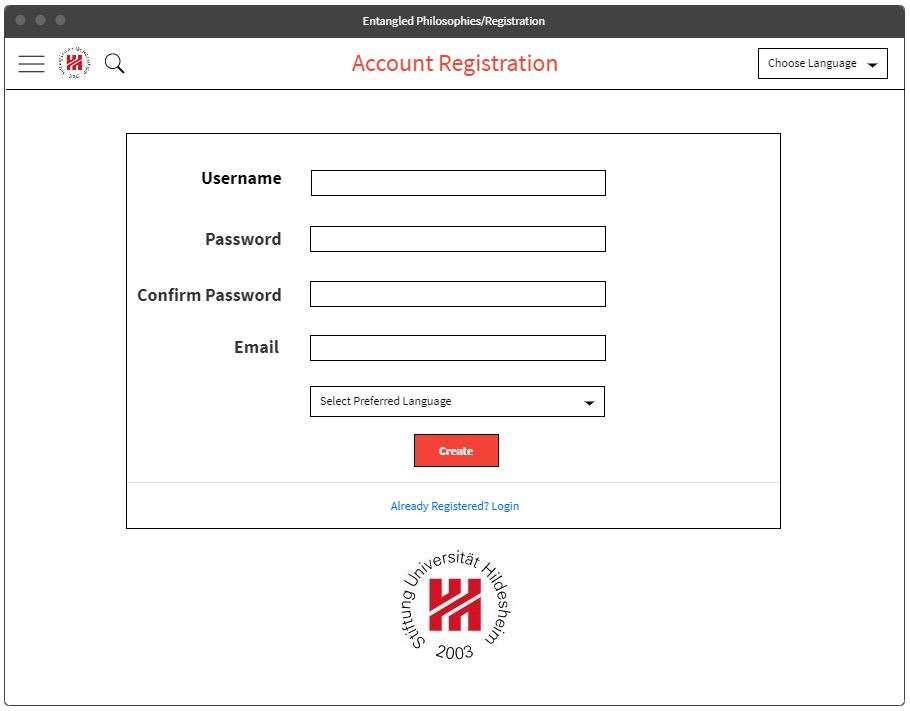 Entangled Philosophies/Registration
Account Registration
Choose Language
Username
Password
Confirm Password
Email
Select Preferred Language
Create
Already Registered? Login
Stiftung Universität Hildesheim
2003